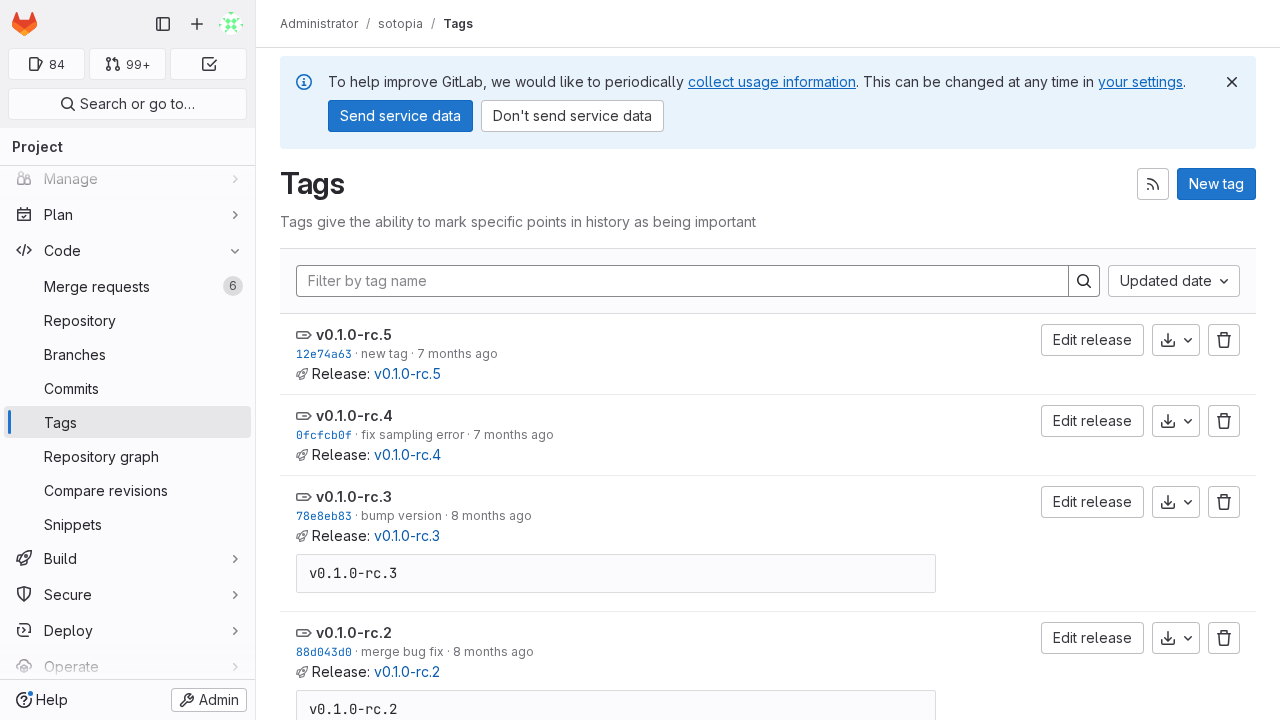 Administrator / sotopia / Tags
84
99+
Search or go to…
Project
Manage
Plan
Code
Merge requests 6
Repository
Branches
Commits
Tags
Repository graph
Compare revisions
Snippets
Build
Secure
Deploy
Operate
Help
Admin
To help improve GitLab, we would like to periodically collect usage information. This can be changed at any time in your settings.
Send service data
Don't send service data
Tags
New tag
Tags give the ability to mark specific points in history as being important
Filter by tag name
Updated date
v0.1.0-rc.5
12e74a63 · new tag · 7 months ago
Release: v0.1.0-rc.5
Edit release
v0.1.0-rc.4
0fcfcb0f · fix sampling error · 7 months ago
Release: v0.1.0-rc.4
Edit release
v0.1.0-rc.3
78e8eb83 · bump version · 8 months ago
Release: v0.1.0-rc.3
Edit release
v0.1.0-rc.3
v0.1.0-rc.2
88d043d0 · merge bug fix · 8 months ago
Release: v0.1.0-rc.2
Edit release
v0.1.0-rc.2